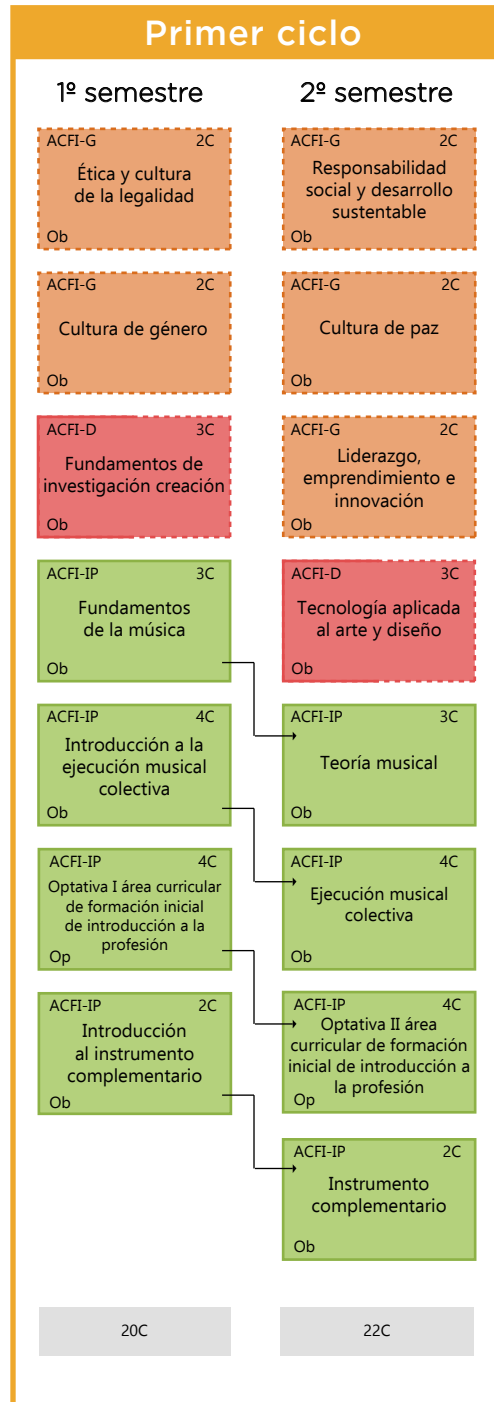 Primer ciclo
1º semestre
2º semestre
ACFI-G 2C
Ética y cultura
de la legalidad
Ob
ACFI-G 2C
Responsabilidad
social y desarrollo
sustentable
Ob
ACFI-G 2C
Cultura de género
Ob
ACFI-G 2C
Cultura de paz
Ob
ACFI-D 3C
Fundamentos de
investigación creación
Ob
ACFI-G 2C
Liderazgo,
emprendimiento e
innovación
Ob
ACFI-IP 3C
Fundamentos
de la música
Ob
ACFI-D 3C
Tecnología aplicada
al arte y diseño
Ob
ACFI-IP 4C
Introducción a la
ejecución musical
colectiva
Ob
ACFI-IP 3C
Teoría musical
Ob
ACFI-IP 4C
Optativa I área curricular
de formación inicial
de introducción a la
profesión
Op
ACFI-IP 4C
Ejecución musical
colectiva
Ob
ACFI-IP 2C
Introducción
al instrumento
complementario
Ob
ACFI-IP 4C
Optativa II área
curricular de formación
inicial de introducción a
la profesión
Op
ACFI-IP 2C
Instrumento
complementario
Ob
20C
22C